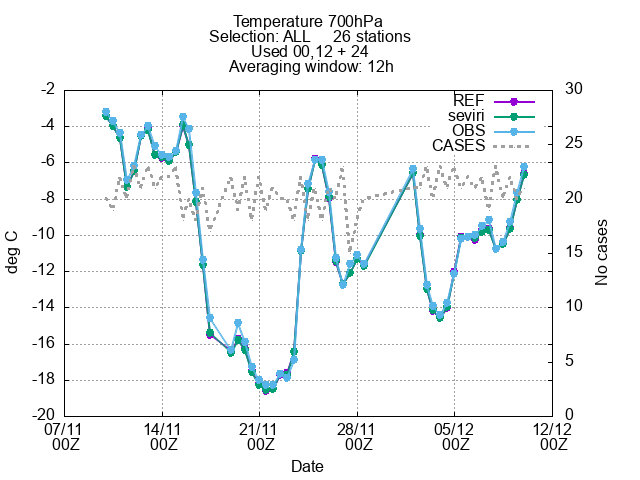 Temperature 700hPa
Selection: ALL 26 stations
Used 00,12 + 24
Averaging window: 12h
-2 30
REF
-4 seviri 25
OBS
-6 CASES
-8 20
-10 15
deg C No cases
-12
-14 10
-16
-18 5
-20 0
07/11 14/11 21/11 28/11 05/12 12/12
00Z 00Z 00Z 00Z 00Z 00Z
Date